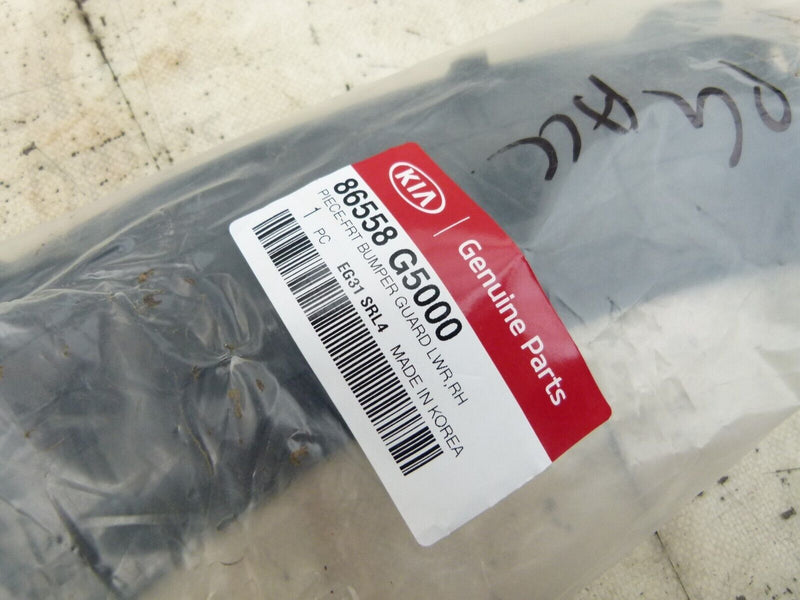 KIA
Genuine Parts
86558 G5000
PIECE-FRT BUMPER GUARD LWR,RH
1 PC EG31 SRL4 MADE IN KOREA